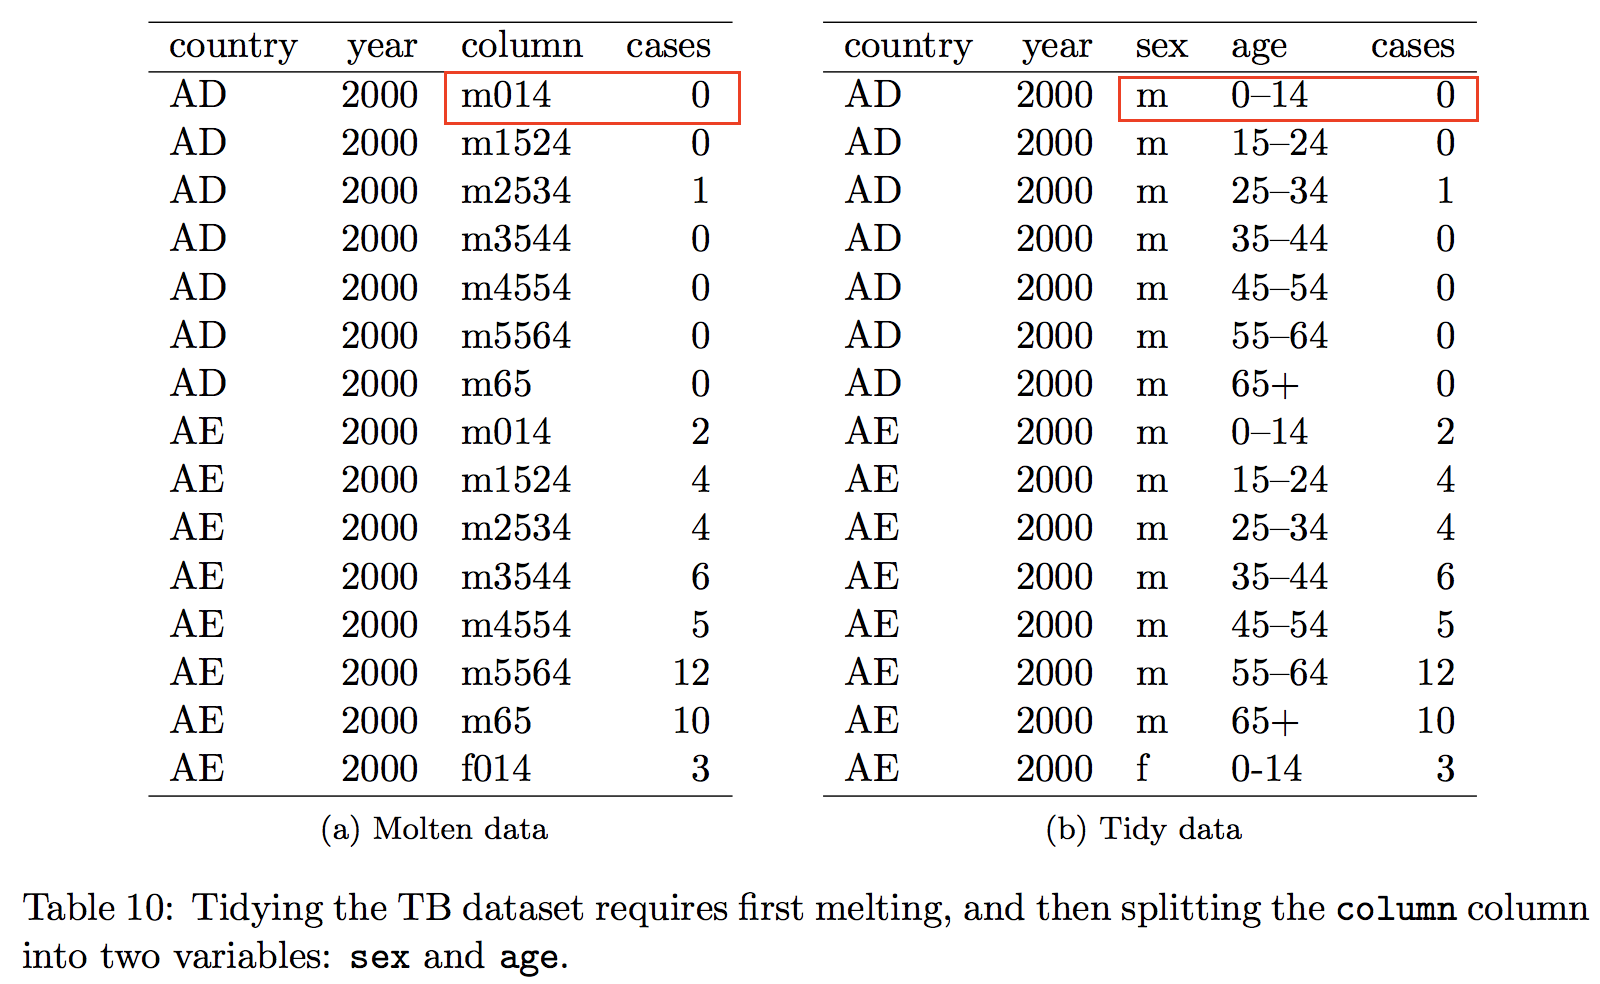 country year column cases
AD 2000 m014 0
AD 2000 m1524 0
AD 2000 m2534 1
AD 2000 m3544 0
AD 2000 m4554 0
AD 2000 m5564 0
AD 2000 m65 0
AE 2000 m014 2
AE 2000 m1524 4
AE 2000 m2534 4
AE 2000 m3544 6
AE 2000 m4554 5
AE 2000 m5564 12
AE 2000 m65 10
AE 2000 f014 3
(a) Molten data
country year sex age cases
AD 2000 m 0–14 0
AD 2000 m 15–24 0
AD 2000 m 25–34 1
AD 2000 m 35–44 0
AD 2000 m 45–54 0
AD 2000 m 55–64 0
AD 2000 m 65+ 0
AE 2000 m 0–14 2
AE 2000 m 15–24 4
AE 2000 m 25–34 4
AE 2000 m 35–44 6
AE 2000 m 45–54 5
AE 2000 m 55–64 12
AE 2000 m 65+ 10
AE 2000 f 0-14 3
(b) Tidy data
Table 10: Tidying the TB dataset requires first melting, and then splitting the column column
into two variables: sex and age.